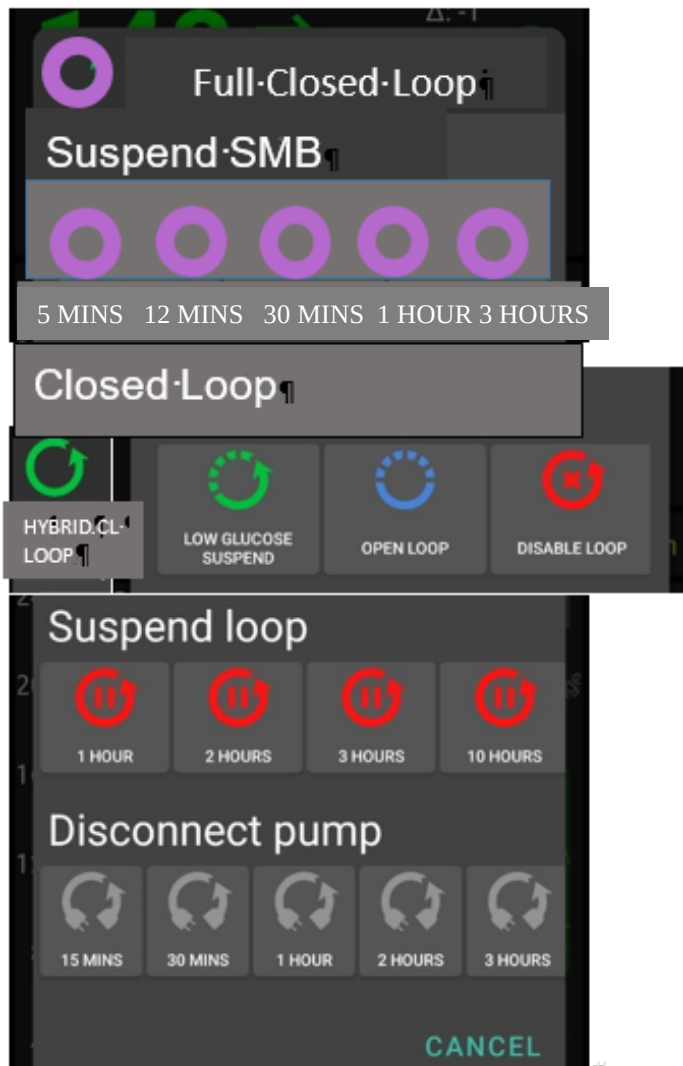 Δ: -1
Full·Closed·Loop¶
Suspend·SMB¶
5 MINS 12 MINS 30 MINS 1 HOUR 3 HOURS
Closed·Loop¶
HYBRID.CL-
LOOP¶
LOW GLUCOSE
SUSPEND
OPEN LOOP
DISABLE LOOP
Suspend loop
1 HOUR 2 HOURS 3 HOURS 10 HOURS
Disconnect pump
15 MINS 30 MINS 1 HOUR 2 HOURS 3 HOURS
CANCEL